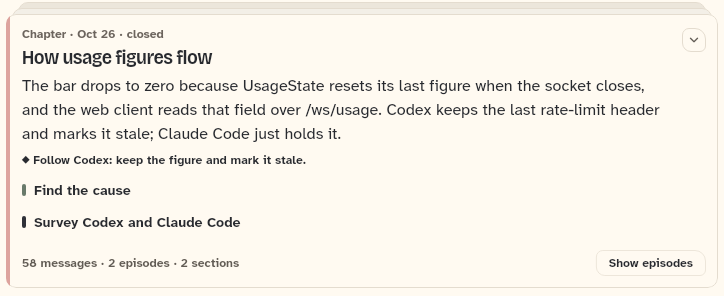 Chapter · Oct 26 · closed
How usage figures flow
The bar drops to zero because UsageState resets its last figure when the socket closes,
and the web client reads that field over /ws/usage. Codex keeps the last rate-limit header
and marks it stale; Claude Code just holds it.
◆ Follow Codex: keep the figure and mark it stale.
Find the cause
Survey Codex and Claude Code
58 messages · 2 episodes · 2 sections
Show episodes